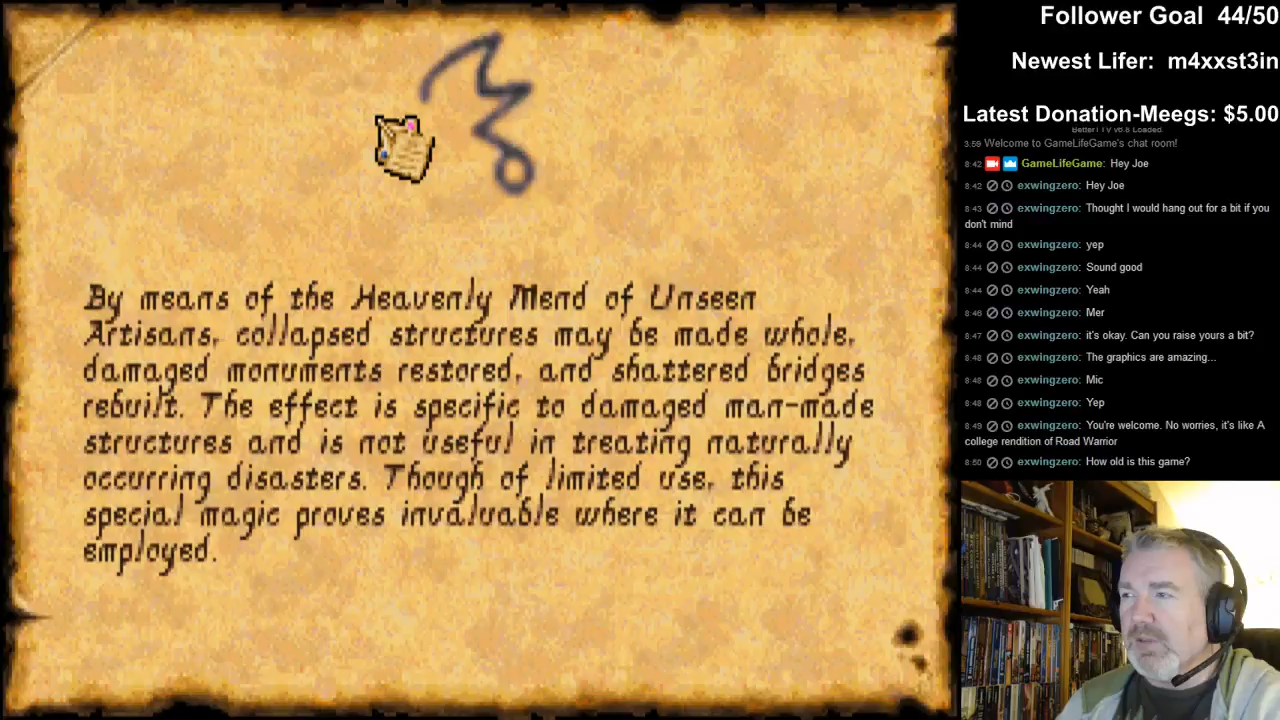 Follower Goal 44/50
Newest Lifer: m4xxst3in
Latest Donation-Meegs: $5.00
BetterTTV v6.8 Loaded.
3:59 Welcome to GameLifeGame's chat room!
8:42 GameLifeGame: Hey Joe
8:42 exwingzero: Hey Joe
8:43 exwingzero: Thought I would hang out for a bit if you
don't mind
8:44 exwingzero: yep
8:44 exwingzero: Sound good
8:44 exwingzero: Yeah
8:46 exwingzero: Mer
8:47 exwingzero: it's okay. Can you raise yours a bit?
8:48 exwingzero: The graphics are amazing...
8:48 exwingzero: Mic
8:48 exwingzero: Yep
8:49 exwingzero: You're welcome. No worries, it's like A
college rendition of Road Warrior
8:50 exwingzero: How old is this game?
By means of the Heavenly Mend of Unseen
Artisans, collapsed structures may be made whole,
damaged monuments restored, and shattered bridges
rebuilt. The effect is specific to damaged man-made
structures and is not useful in treating naturally
occurring disasters. Though of limited use, this
special magic proves invaluable where it can be
employed.